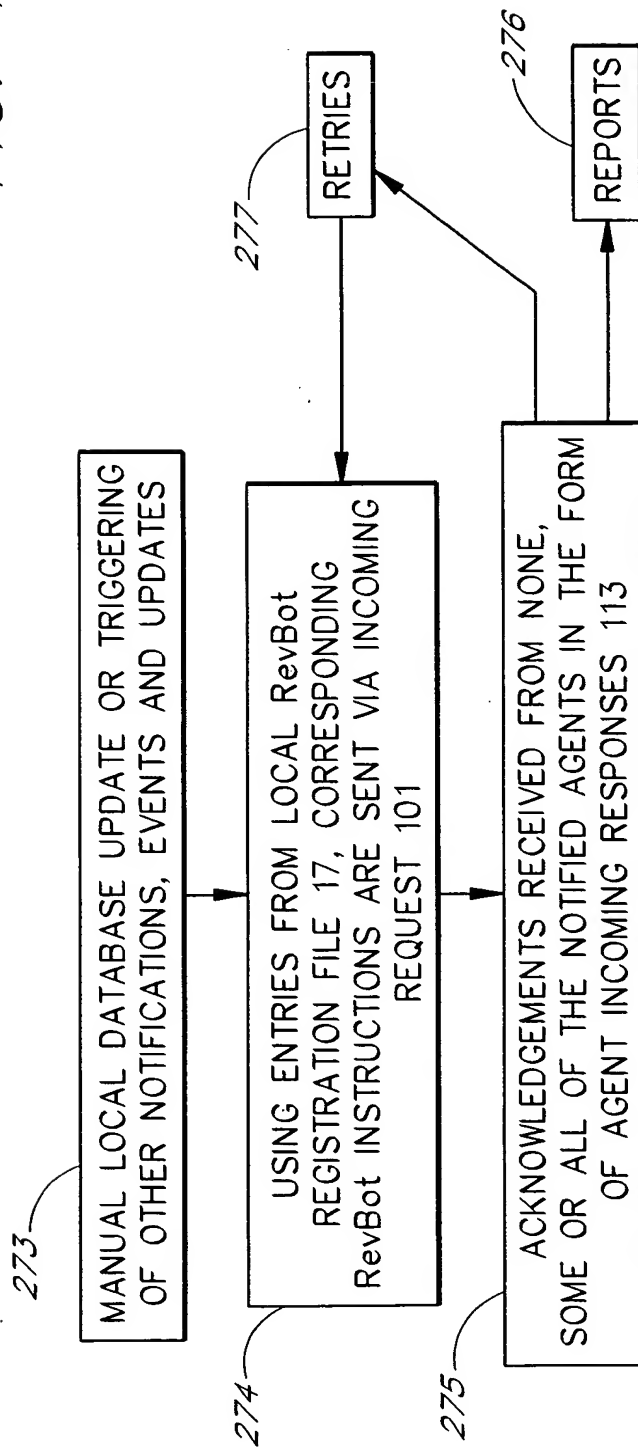 273
MANUAL LOCAL DATABASE UPDATE OR TRIGGERING
OF OTHER NOTIFICATIONS, EVENTS AND UPDATES
274
USING ENTRIES FROM LOCAL RevBot
REGISTRATION FILE 17, CORRESPONDING
RevBot INSTRUCTIONS ARE SENT VIA INCOMING
REQUEST 101
277
RETRIES
275
ACKNOWLEDGEMENTS RECEIVED FROM NONE,
SOME OR ALL OF THE NOTIFIED AGENTS IN THE FORM
OF AGENT INCOMING RESPONSES 113
276
REPORTS